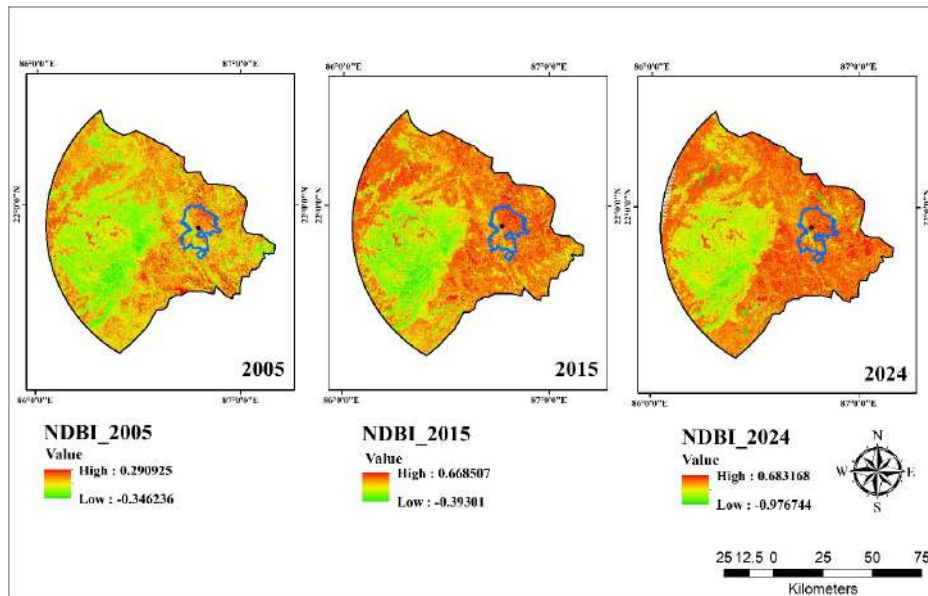 86°0'0"E 87°0'0"E 86°0'0"E 87°0'0"E 86°0'0"E 87°0'0"E
22°0'0"N 22°0'0"N 22°0'0"N 22°0'0"N
2005 2015 2024
86°0'0"E 87°0'0"E 86°0'0"E 87°0'0"E 86°0'0"E 87°0'0"E
NDBI_2005
Value
High : 0.290925
Low : -0.346236
NDBI_2015
Value
High : 0.668507
Low : -0.39301
NDBI_2024
Value
High : 0.683168
Low : -0.976744
N
W E
S
25 12.5 0 25 50 75
Kilometers